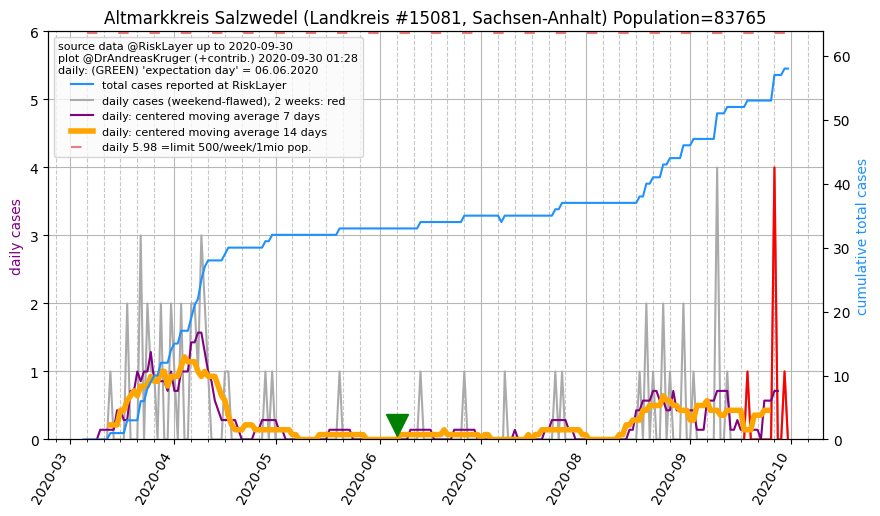 Altmarkkreis Salzwedel (Landkreis #15081, Sachsen-Anhalt) Population=83765
source data @RiskLayer up to 2020-09-30
plot @DrAndreasKruger (+contrib.) 2020-09-30 01:28
daily: (GREEN) 'expectation day' = 06.06.2020
total cases reported at RiskLayer
daily cases (weekend-flawed), 2 weeks: red
daily: centered moving average 7 days
daily: centered moving average 14 days
daily 5.98 =limit 500/week/1mio pop.
daily cases
6
5
4
3
2
1
0
cumulative total cases
60
50
40
30
20
10
0
2020-03
2020-04
2020-05
2020-06
2020-07
2020-08
2020-09
2020-10